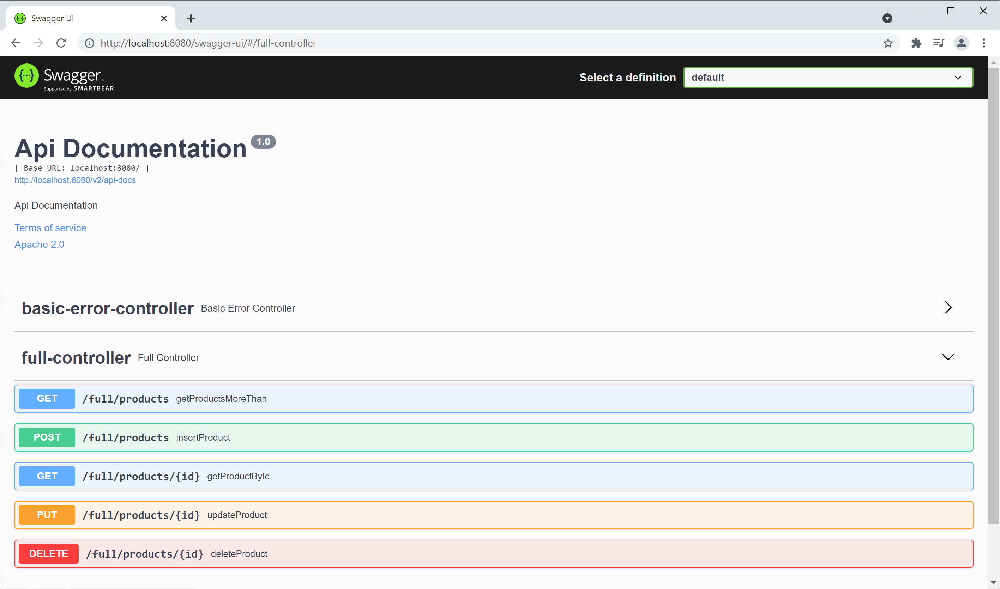 Swagger UI
http://localhost:8080/swagger-ui/#/full-controller
{···} Swagger™
Supported by SMARTBEAR
Select a definition default
Api Documentation 1.0
[ Base URL: localhost:8080/ ]
http://localhost:8080/v2/api-docs
Api Documentation
Terms of service
Apache 2.0
basic-error-controller Basic Error Controller
full-controller Full Controller
GET /full/products getProductsMoreThan
POST /full/products insertProduct
GET /full/products/{id} getProductById
PUT /full/products/{id} updateProduct
DELETE /full/products/{id} deleteProduct